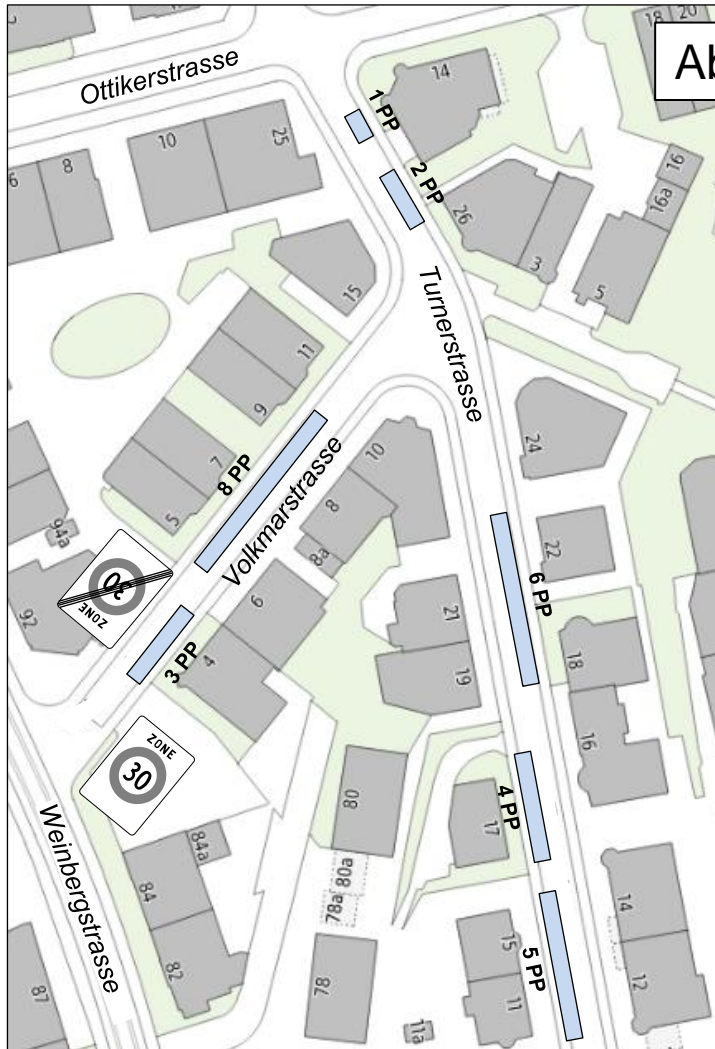 18
20
Ab
Ottikerstrasse
14
1 PP
10
25
8
6
2 PP
16
16a
26
3
5
15
Turnerstrasse
11
9
7
5
8 PP
10
24
8
8a
Volkmarstrasse
94a
92
30
ZONE
22
6 PP
6
21
4
3 PP
19
18
16
ZONE
30
80
4 PP
17
Weinbergstrasse
84a
84
80a
78a
14
82
15
5 PP
12
78
11
87
11a